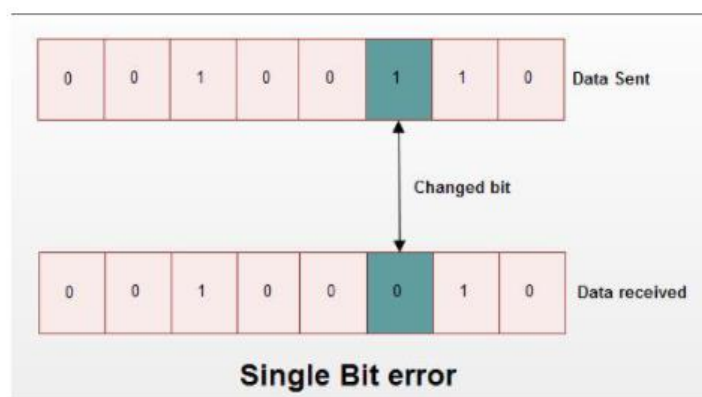 0 0 1 0 0 1 1 0 Data Sent
Changed bit
0 0 1 0 0 0 1 0 Data received
Single Bit error